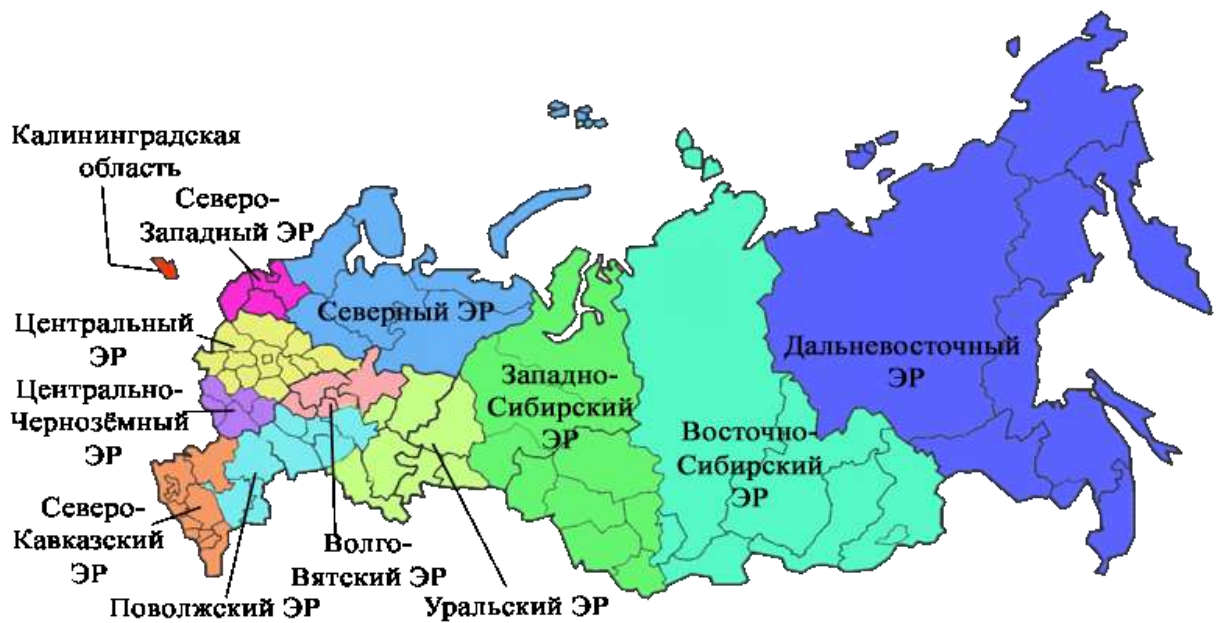 Калининградская
область
Северо-
Западный ЭР
Северный ЭР
Центральный
ЭР
Центрально-
Чернозёмный
ЭР
Северо-
Кавказский
ЭР
Поволжский ЭР
Волго-
Вятский ЭР
Уральский ЭР
Западно-
Сибирский
ЭР
Восточно-
Сибирский
ЭР
Дальневосточный
ЭР